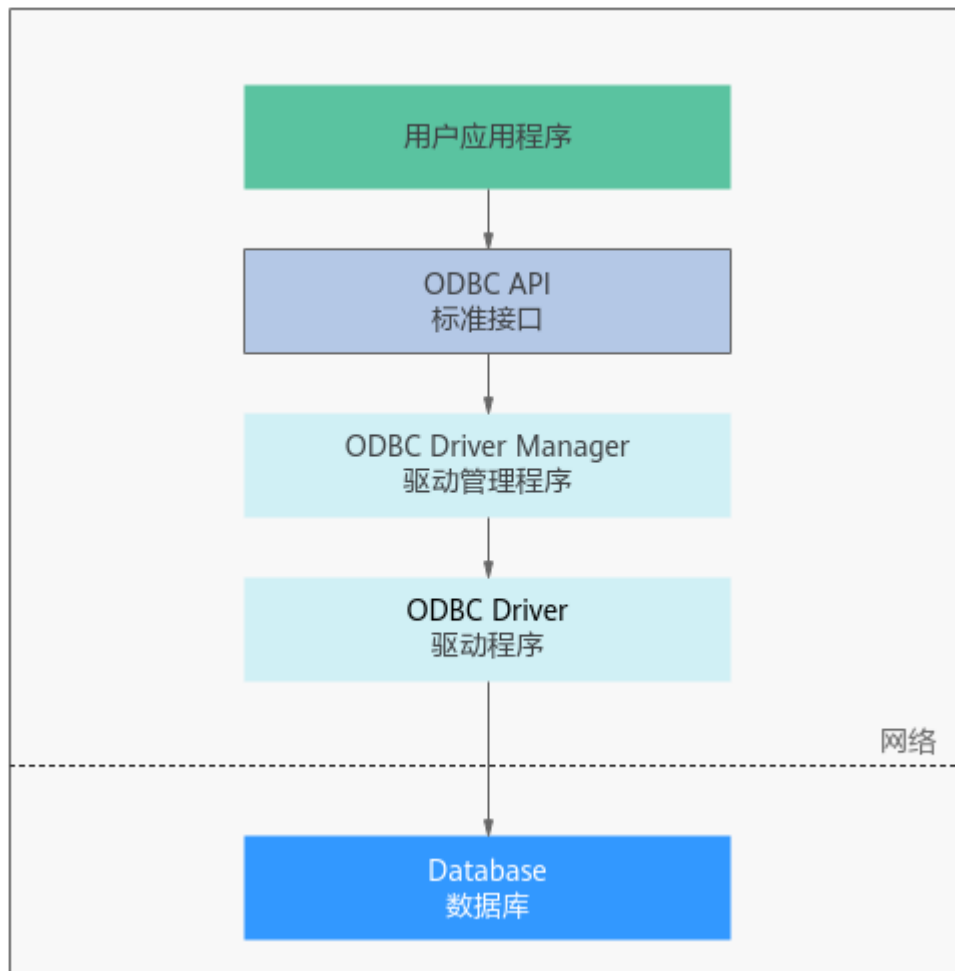 用户应用程序
ODBC API
标准接口
ODBC Driver Manager
驱动管理程序
ODBC Driver
驱动程序
网络
Database
数据库